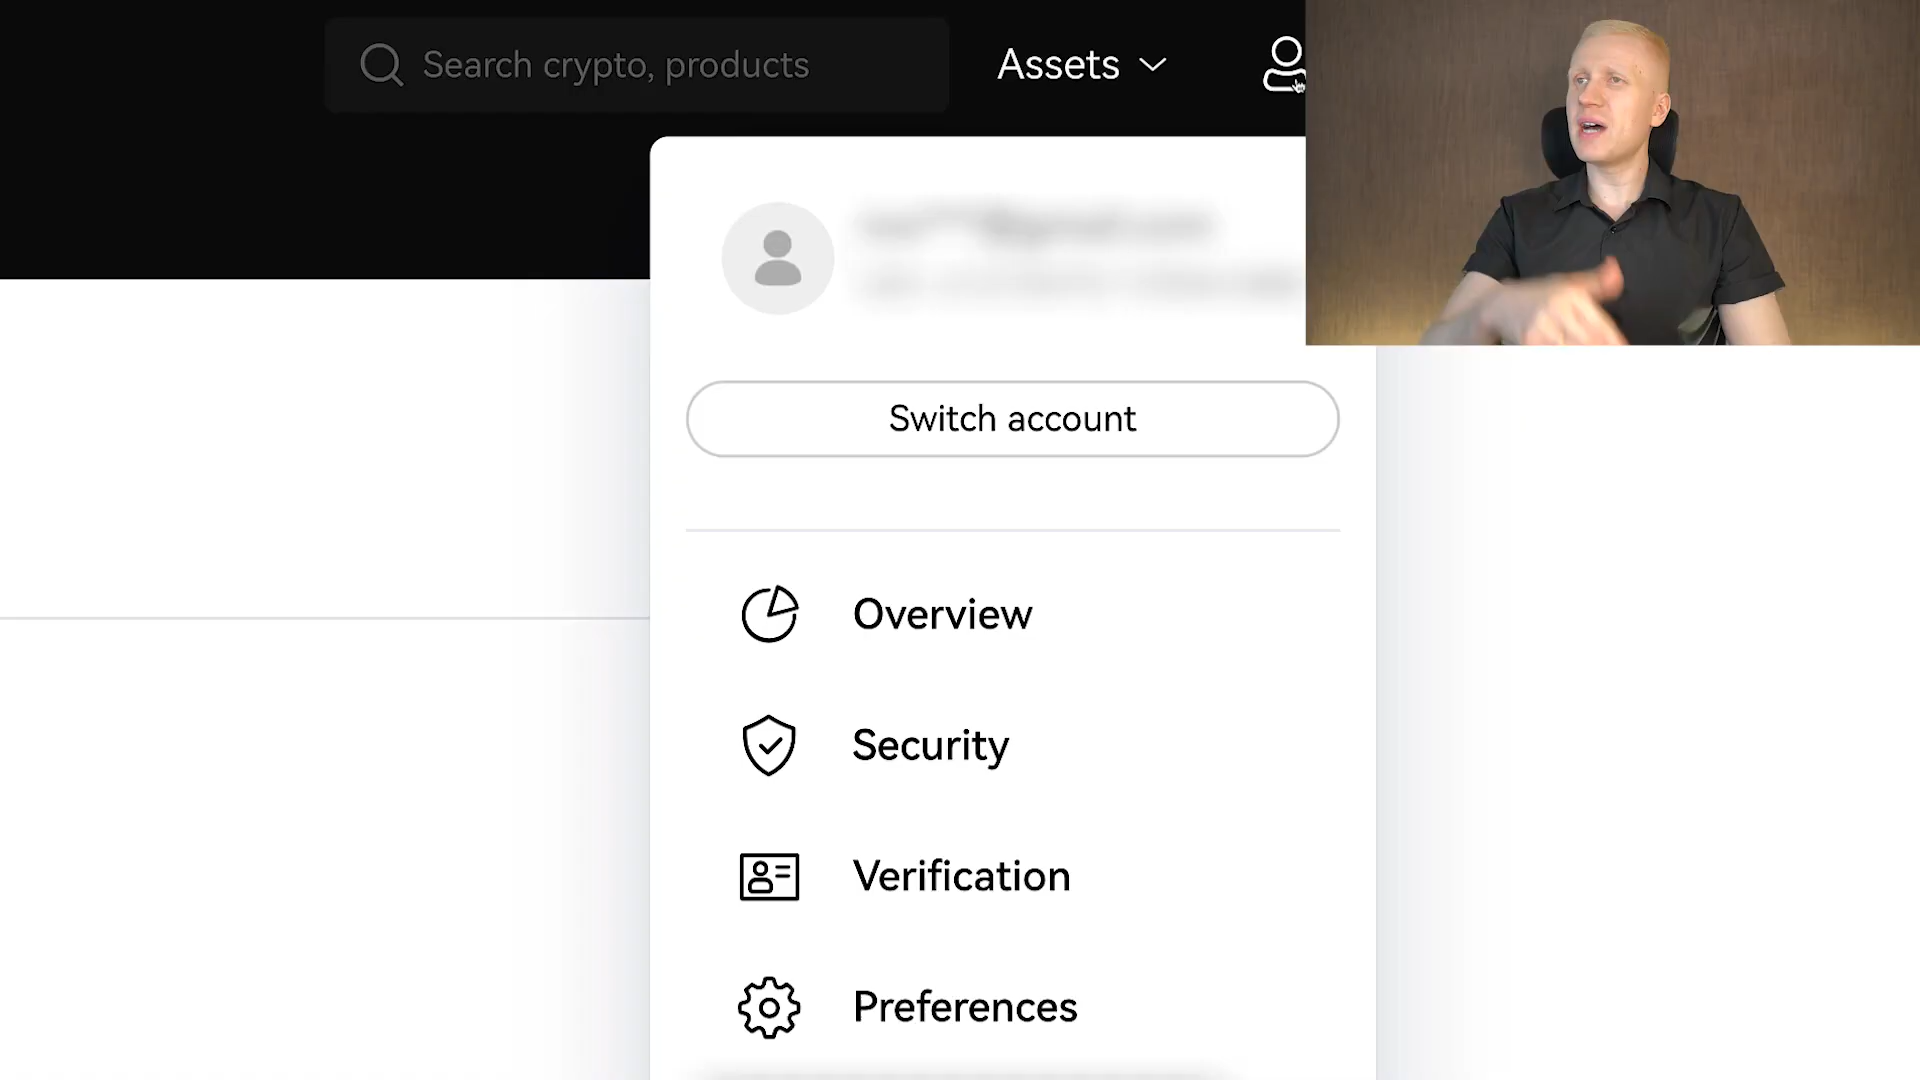 Search crypto, products
Assets
Switch account
Overview
Security
Verification
Preferences